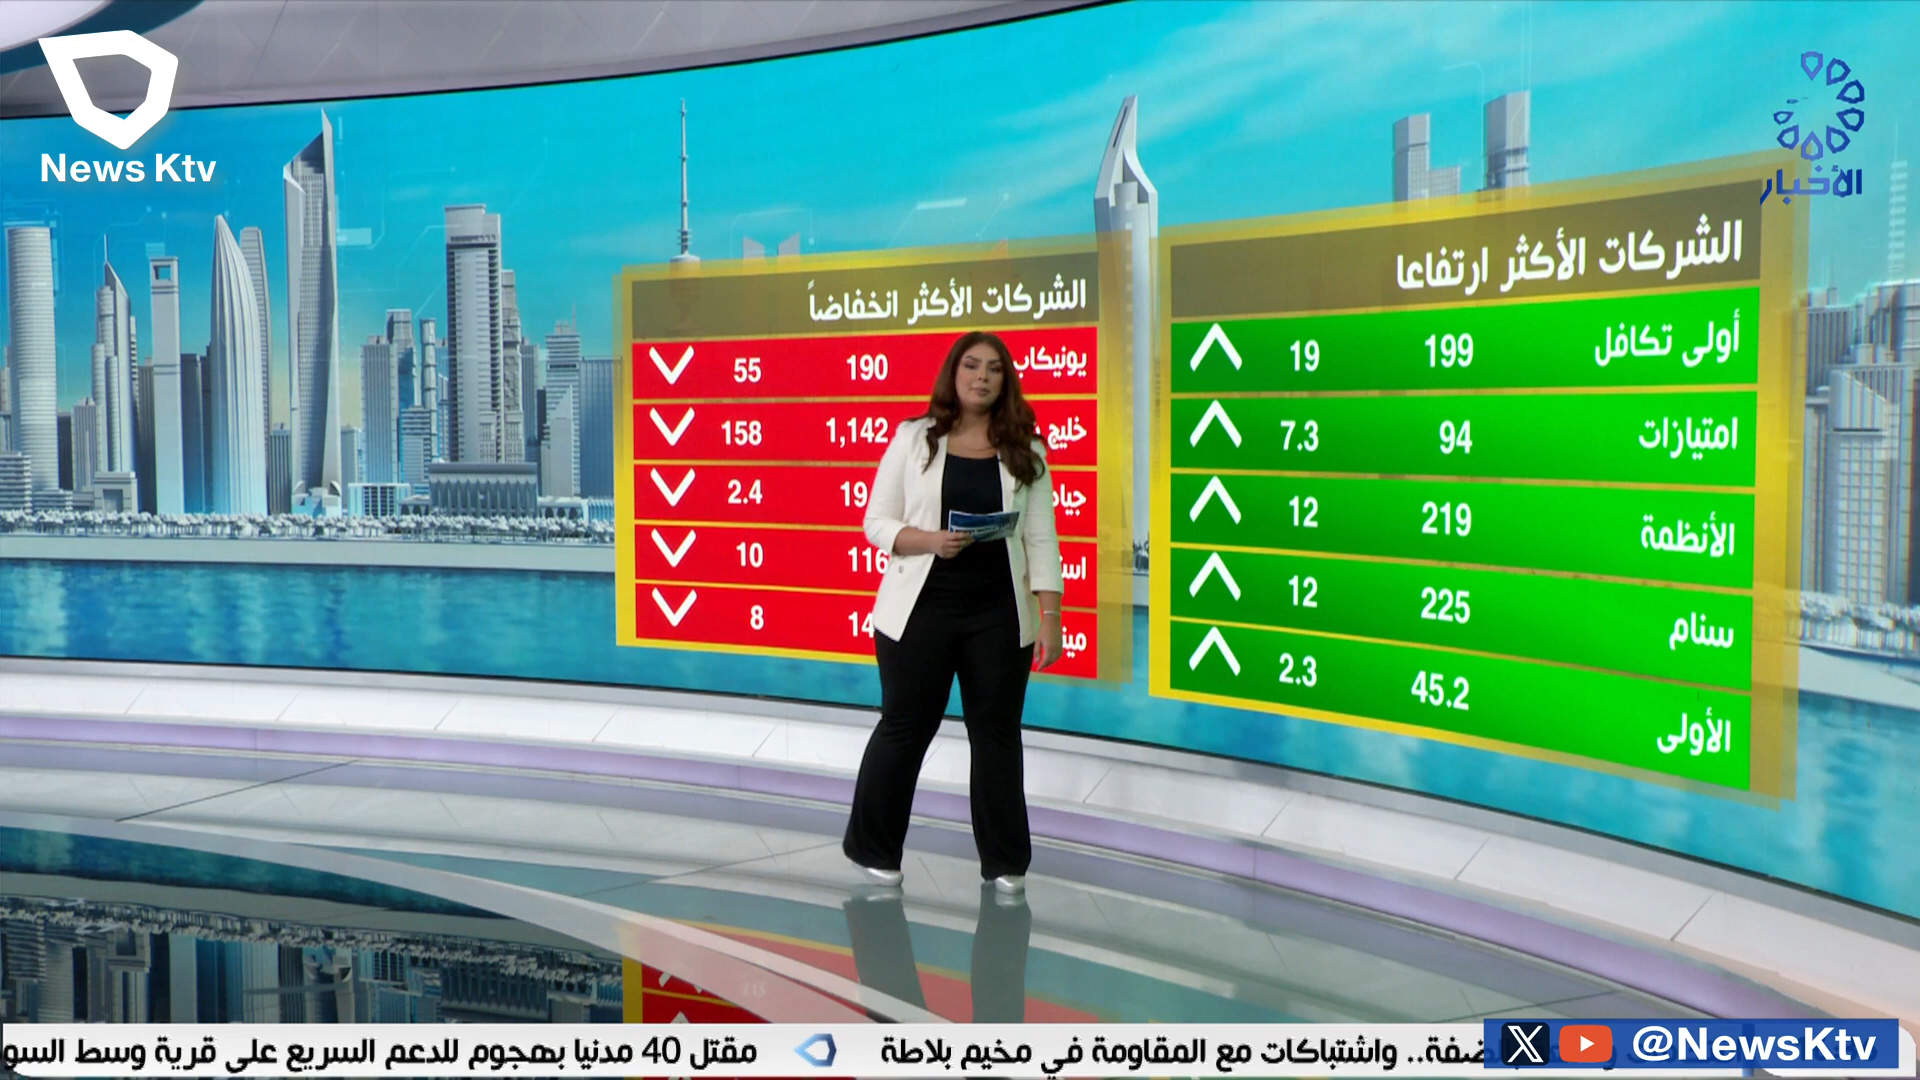 News Ktv
الأخبار
الشركات الأكثر ارتفاعا
أولى تكافل 199 19
امتيازات 94 7.3
الأنظمة 219 12
سنام 225 12
الأولى 45.2 2.3
الشركات الأكثر انخفاضاً
يونيكاب 190 55
خليج 1,142 158
2.4
116 10
8
الضفة.. واشتباكات مع المقاومة في مخيم بلاطة
مقتل 40 مدنيا بهجوم للدعم السريع على قرية وسط
@NewsKtv